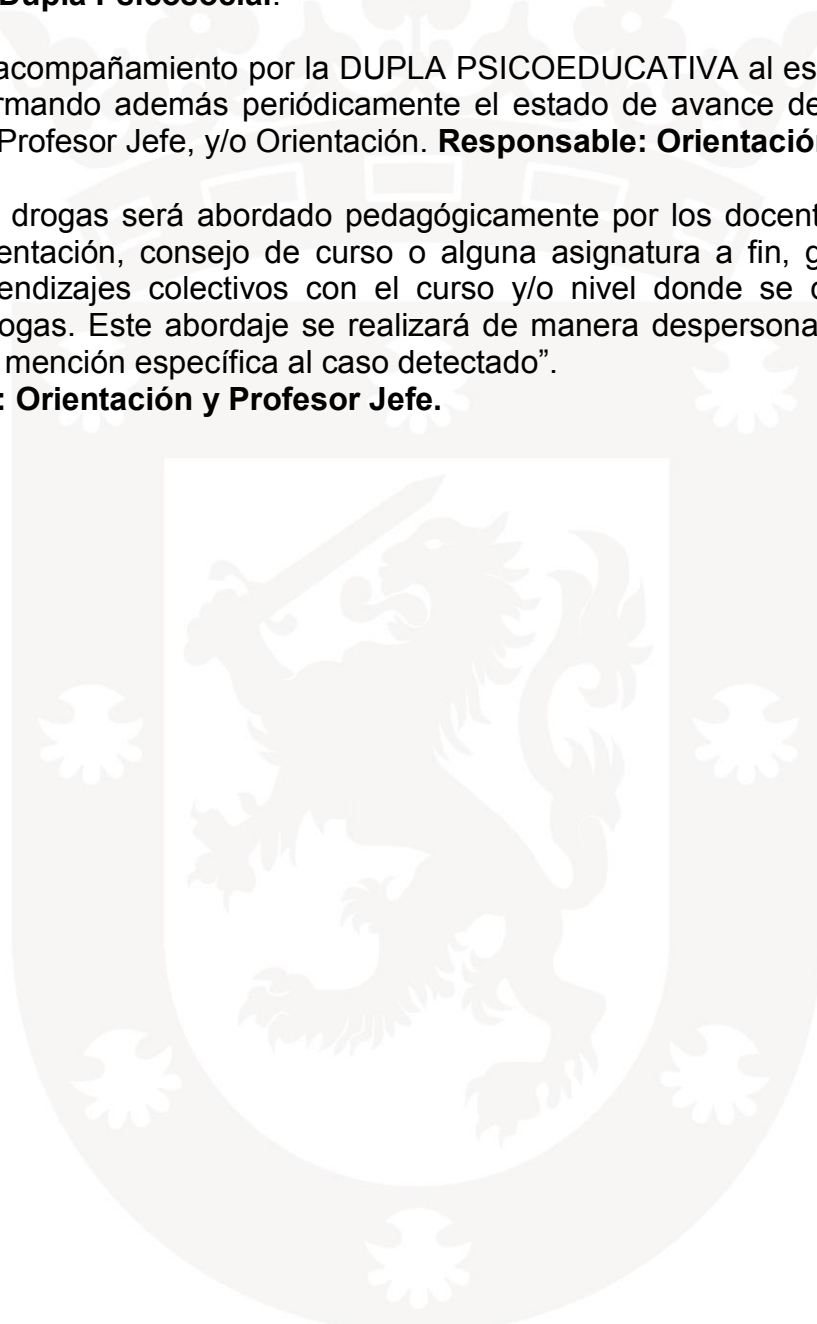 Dupla Psicosocial.
acompañamiento por la DUPLA PSICOEDUCATIVA al es
rmando además periódicamente el estado de avance de
Profesor Jefe, y/o Orientación. Responsable: Orientació
drogas será abordado pedagógicamente por los docent
entación, consejo de curso o alguna asignatura a fin, g
endizajes colectivos con el curso y/o nivel donde se
rogas. Este abordaje se realizará de manera despersona
mención específica al caso detectado”.
: Orientación y Profesor Jefe.